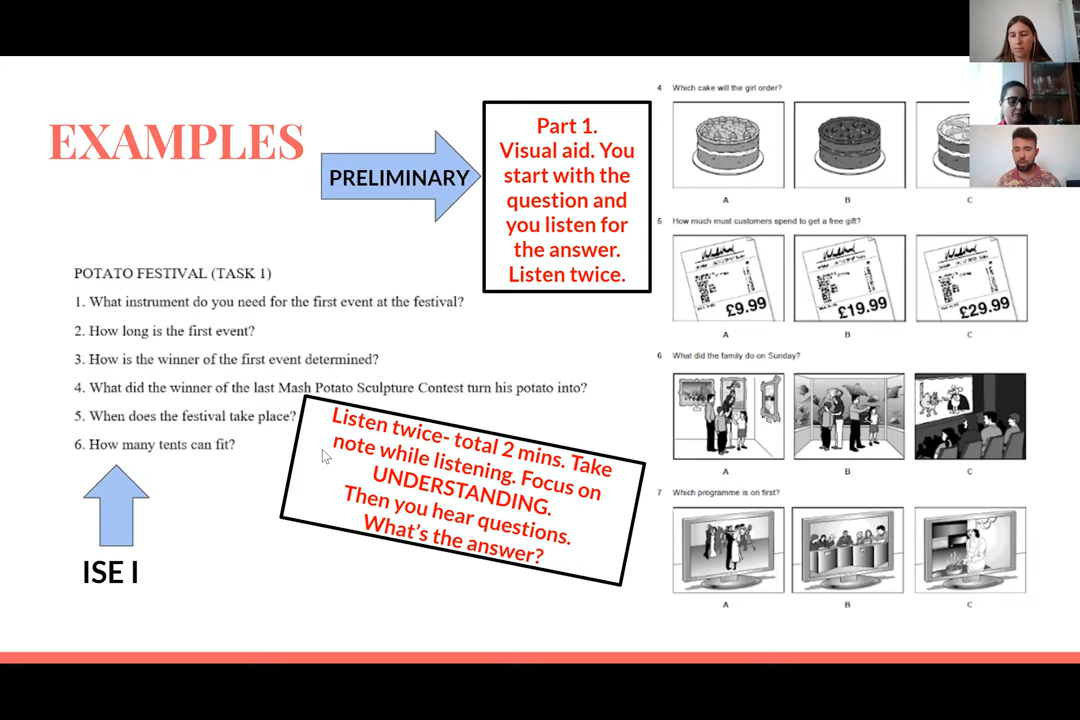 EXAMPLES
PRELIMINARY
Part 1.
Visual aid. You
start with the
question and
you listen for
the answer.
Listen twice.
POTATO FESTIVAL (TASK 1)
1. What instrument do you need for the first event at the festival?
2. How long is the first event?
3. How is the winner of the first event determined?
4. What did the winner of the last Mash Potato Sculpture Contest turn his potato into?
5. When does the festival take place?
6. How many tents can fit?
Listen twice- total 2 mins. Take
note while listening. Focus on
UNDERSTANDING.
Then you hear questions.
What's the answer?
ISE I
4 Which cake will the girl order?
A B C
5 How much must customers spend to get a free gift?
£9.99 £19.99 £29.99
A B C
6 What did the family do on Sunday?
A B C
7 Which programme is on first?
A B C